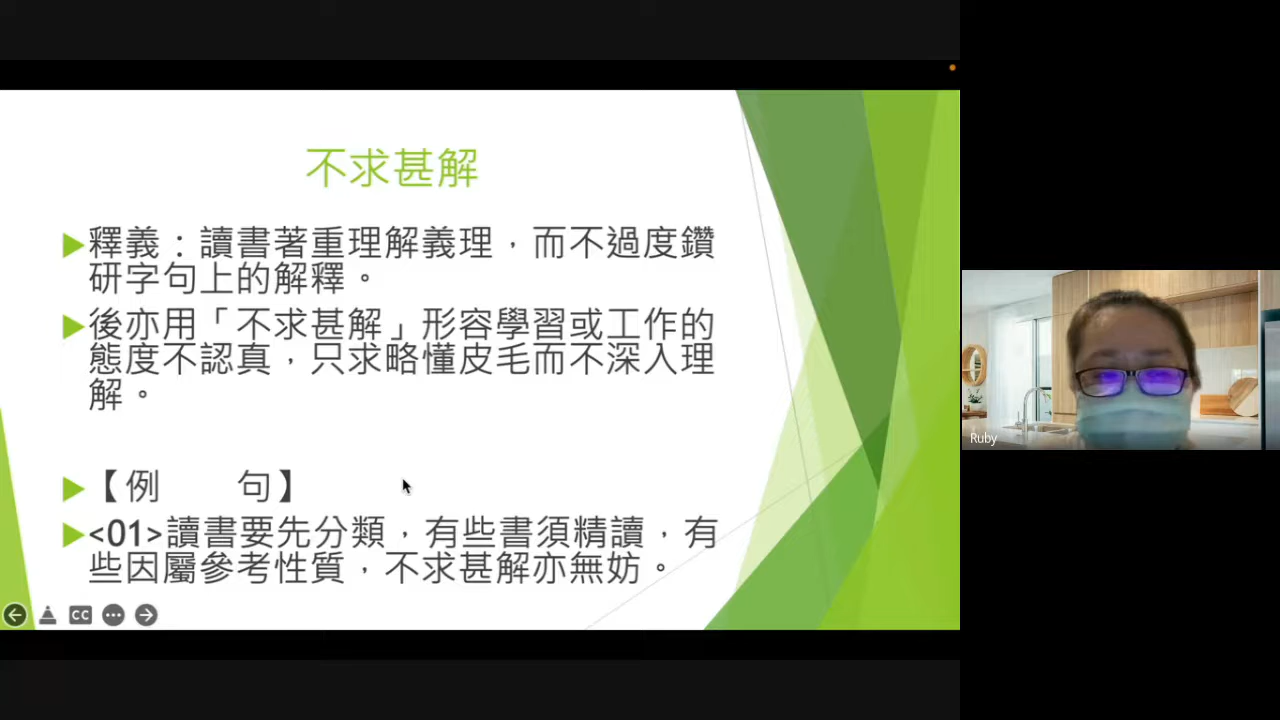 不求甚解
釋義：讀書著重理解義理，而不過度鑽
研字句上的解釋。
後亦用「不求甚解」形容學習或工作的
態度不認真，只求略懂皮毛而不深入理
解。
【例　　句】
<01>讀書要先分類，有些書須精讀，有
些因屬參考性質，不求甚解亦無妨。
CC
Ruby